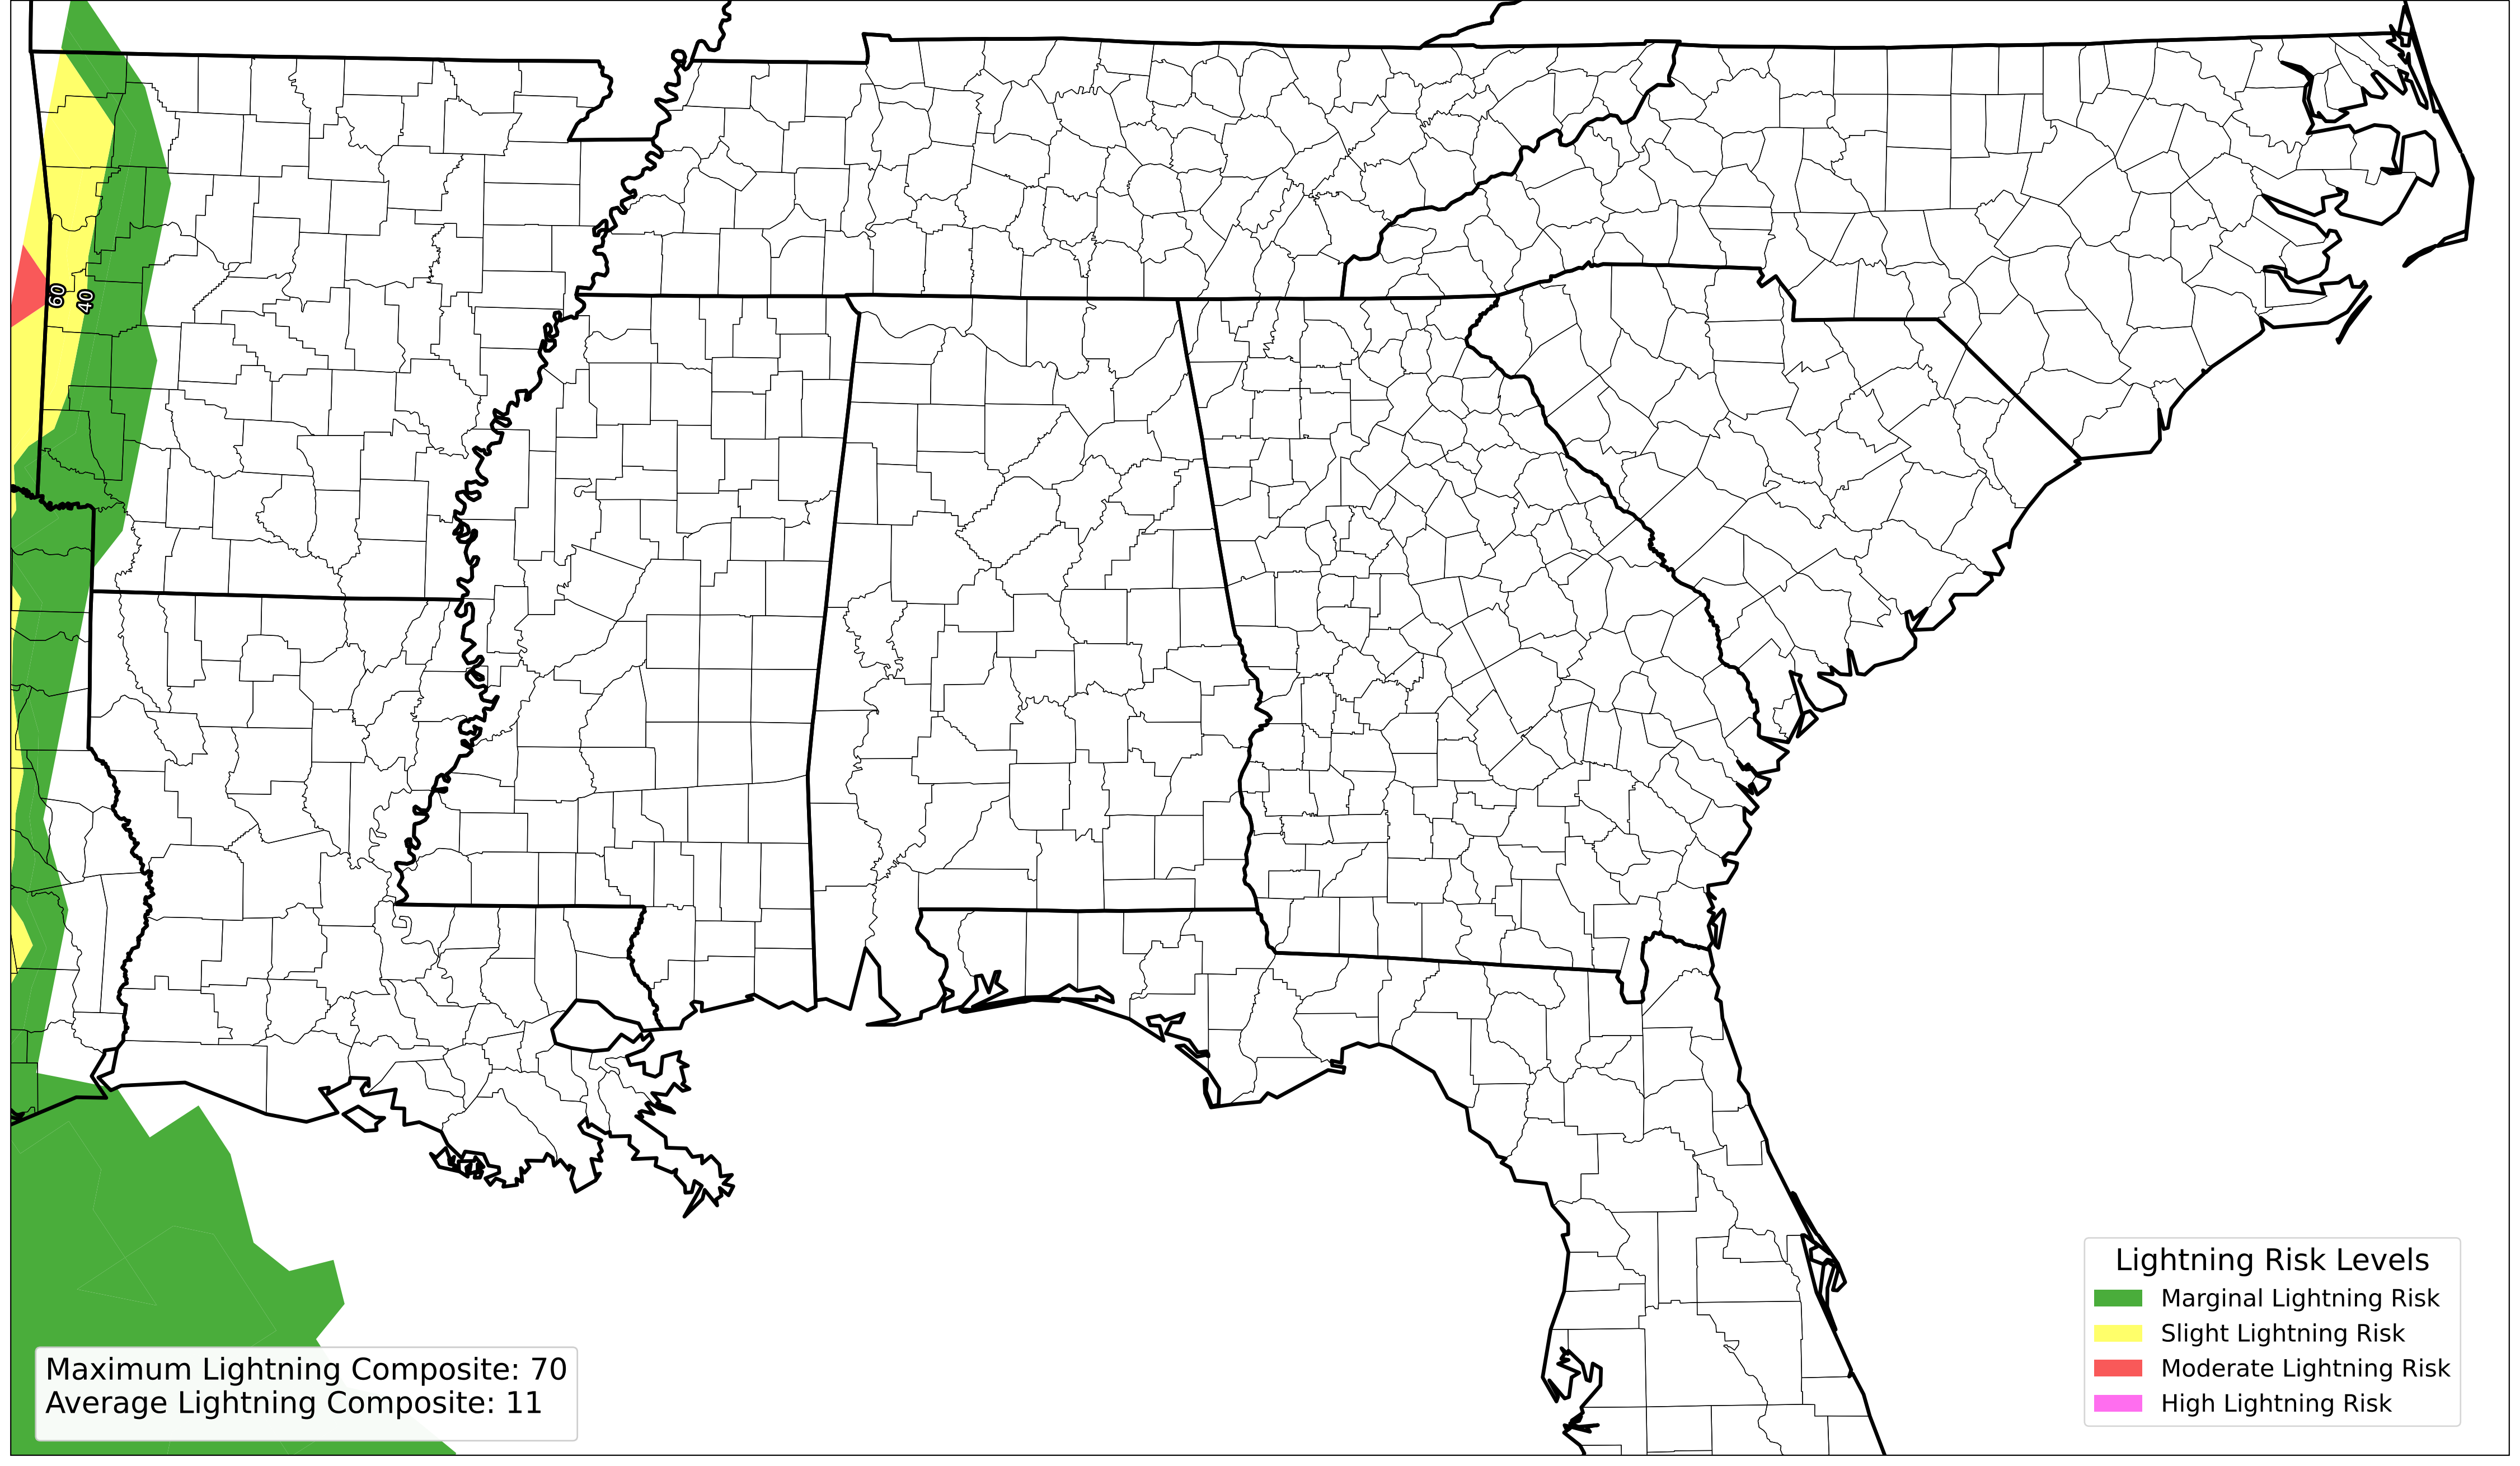 60
40
Maximum Lightning Composite: 70
Average Lightning Composite: 11
Lightning Risk Levels
Marginal Lightning Risk
Slight Lightning Risk
Moderate Lightning Risk
High Lightning Risk